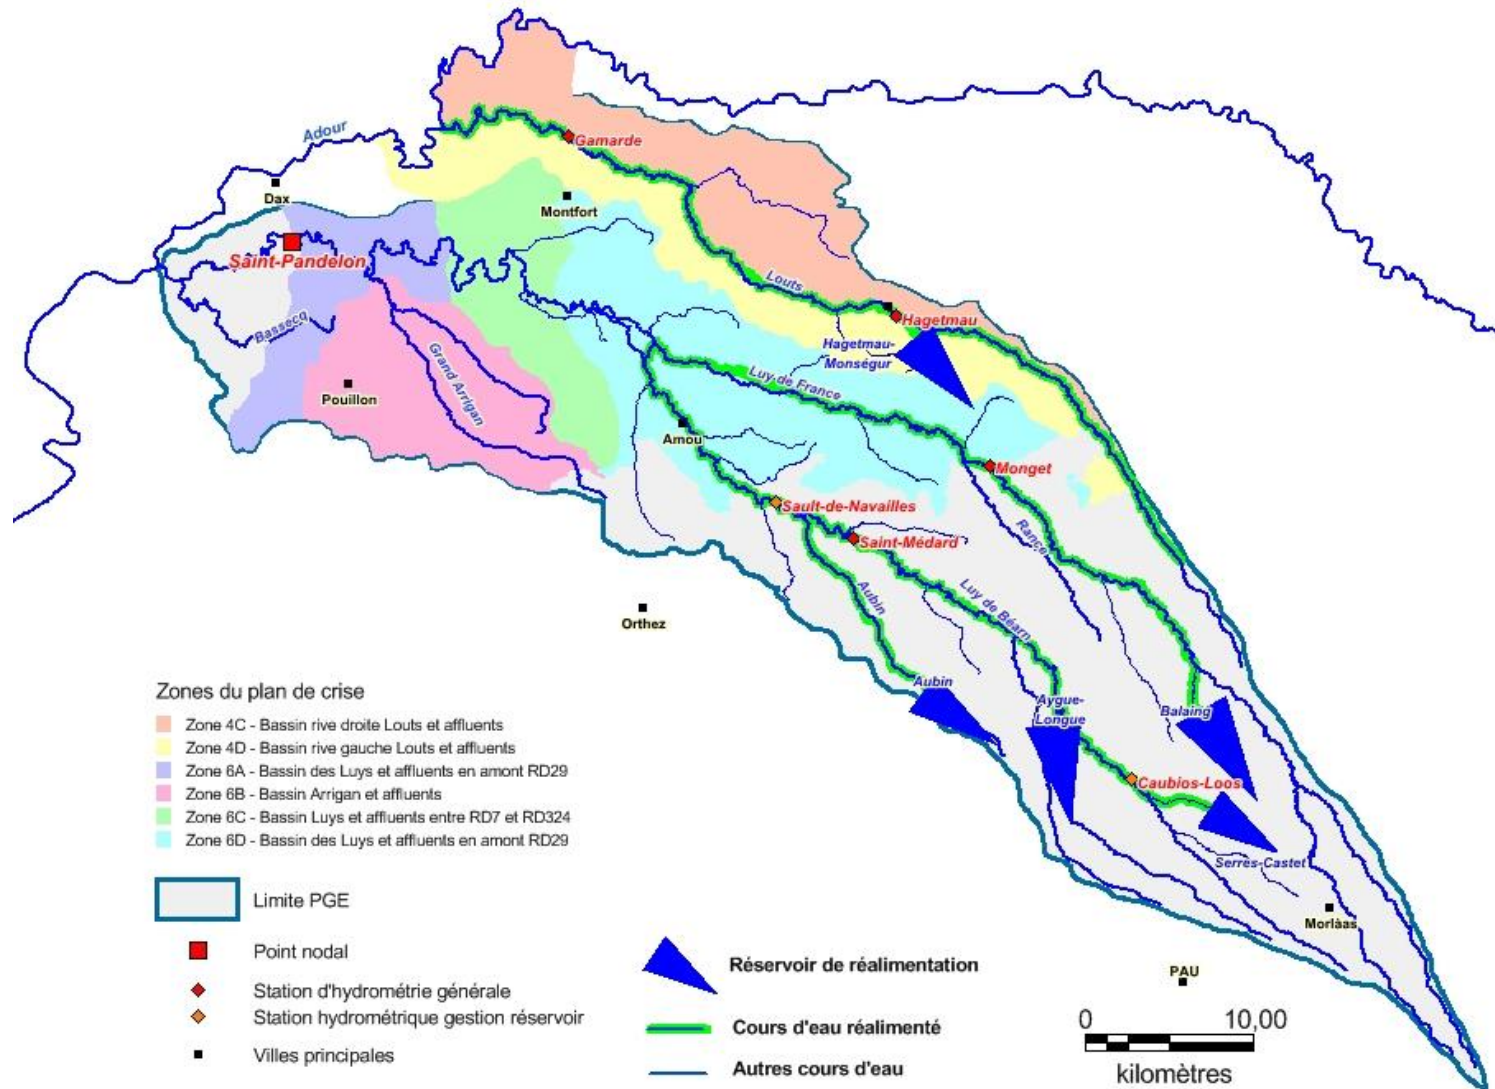 Adour
Gamarde
Dax
Montfort
Saint-Pandelon
Louts
Bassecq
Hagetmau
Hagetmau-
Monségur
Grand Arrigan
Luy de France
Pouillon
Amou
Monget
Sault-de-Navailles
Rance
Saint-Médard
Aubin
Luy de Béarn
Orthez
Aubin
Aygue-
Longue
Balaing
Caubios-Loos
Serres-Castet
Morlàas
PAU
Zones du plan de crise
Zone 4C - Bassin rive droite Louts et affluents
Zone 4D - Bassin rive gauche Louts et affluents
Zone 6A - Bassin des Luys et affluents en amont RD29
Zone 6B - Bassin Arrigan et affluents
Zone 6C - Bassin Luys et affluents entre RD7 et RD324
Zone 6D - Bassin des Luys et affluents en amont RD29
Limite PGE
Point nodal
Station d'hydrométrie générale
Station hydrométrique gestion réservoir
Villes principales
Réservoir de réalimentation
Cours d'eau réalimenté
Autres cours d'eau
0 10,00
kilomètres